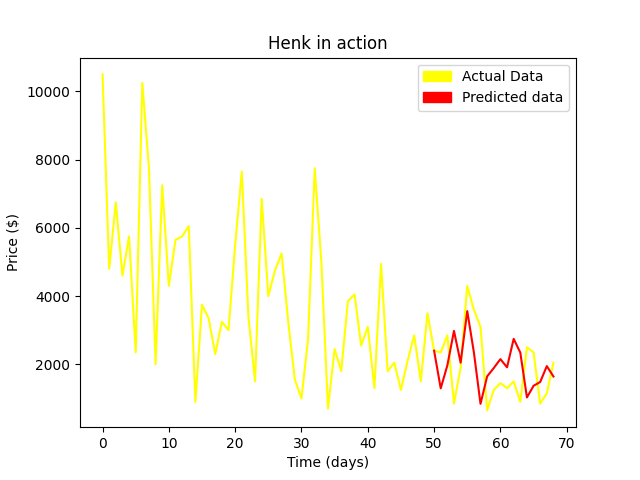 Henk in action
Actual Data
Predicted data
Price ($)
10000
8000
6000
4000
2000
0 10 20 30 40 50 60 70
Time (days)